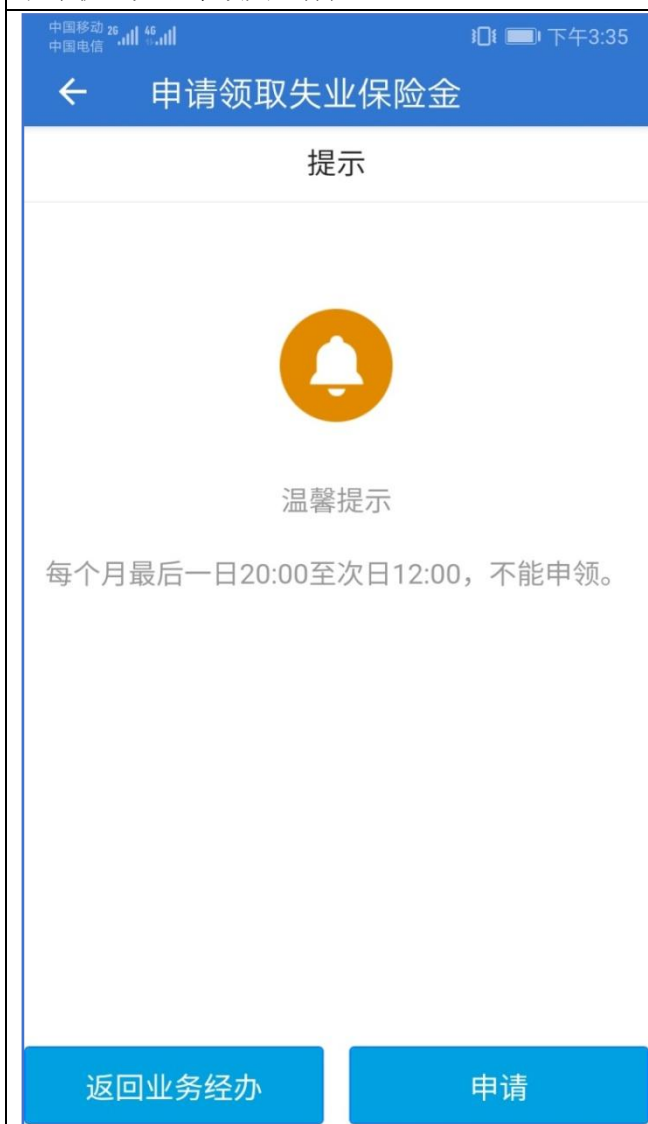 中国移动 2G 4G 下午3:35
中国电信
申请领取失业保险金
提示
温馨提示
每个月最后一日20:00至次日12:00，不能申领。
返回业务经办 申请